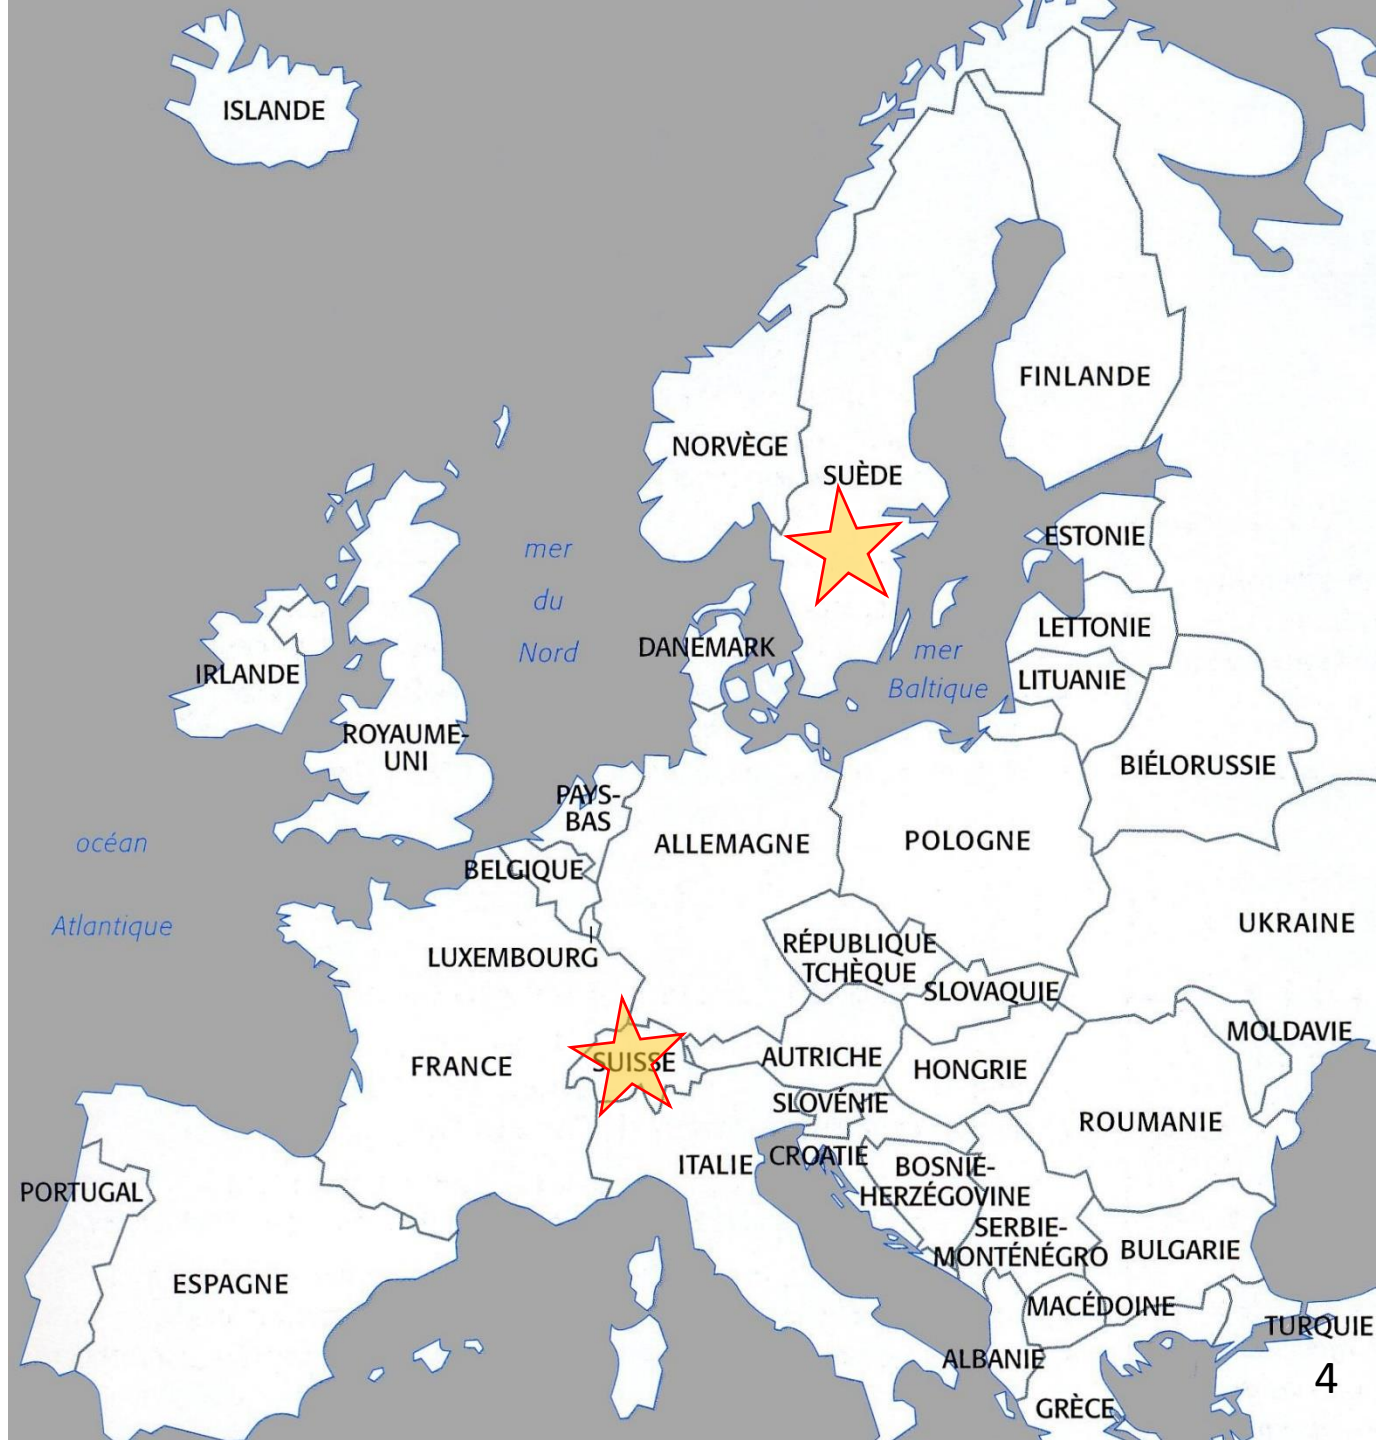 ISLANDE
FINLANDE
NORVÈGE
SUÈDE
ESTONIE
mer
du
Nord
LETTONIE
DANEMARK
mer
Baltique
IRLANDE
LITUANIE
ROYAUME-
UNI
BIÉLORUSSIE
PAYS-
BAS
océan
Atlantique
ALLEMAGNE
POLOGNE
BELGIQUE
UKRAINE
RÉPUBLIQUE
TCHÈQUE
LUXEMBOURG
SLOVAQUIE
MOLDAVIE
FRANCE
SUISSE
AUTRICHE
HONGRIE
SLOVÉNIE
ROUMANIE
ITALIE
CROATIE
BOSNIE-
HERZÉGOVINE
PORTUGAL
SERBIE-
MONTÉNÉGRO
BULGARIE
ESPAGNE
MACÉDOINE
TURQUIE
ALBANIE
4
GRÈCE